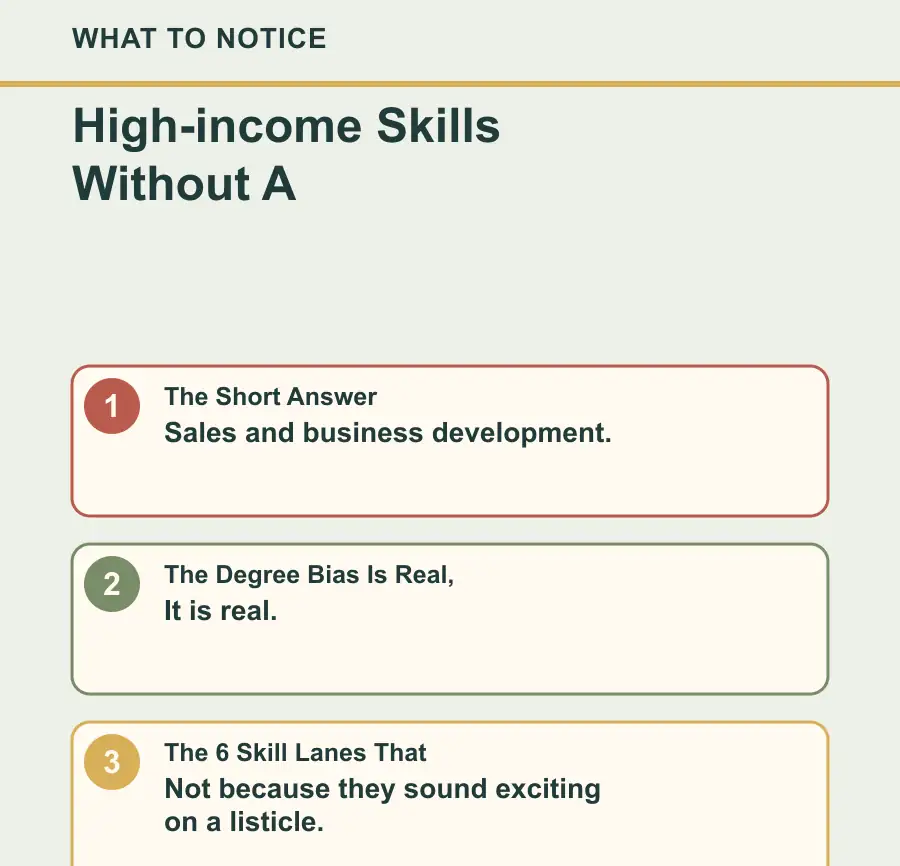 WHAT TO NOTICE
High-income Skills
Without A
1
The Short Answer
Sales and business development.
2
The Degree Bias Is Real,
It is real.
3
The 6 Skill Lanes That
Not because they sound exciting
on a listicle.